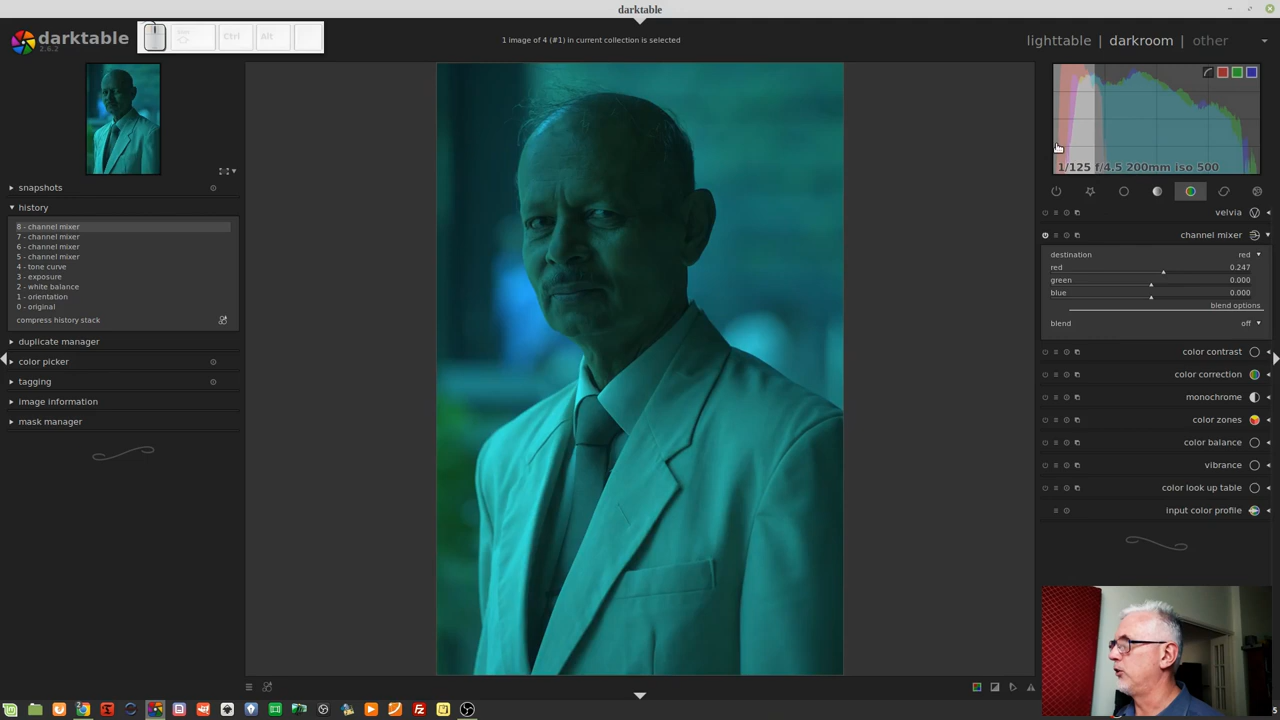 darktable
darktable
2.6.2
Ctrl
Alt
1 image of 4 (#1) in current collection is selected
lighttable | darkroom | other
1/125 f/4.5 200mm iso 500
snapshots
history
8 - channel mixer
7 - channel mixer
6 - channel mixer
5 - channel mixer
4 - tone curve
3 - exposure
2 - white balance
1 - orientation
0 - original
compress history stack
duplicate manager
color picker
tagging
image information
mask manager
velvia
channel mixer
destination red
red 0.247
green 0.000
blue 0.000
blend options
blend off
color contrast
color correction
monochrome
color zones
color balance
vibrance
color look up table
input color profile